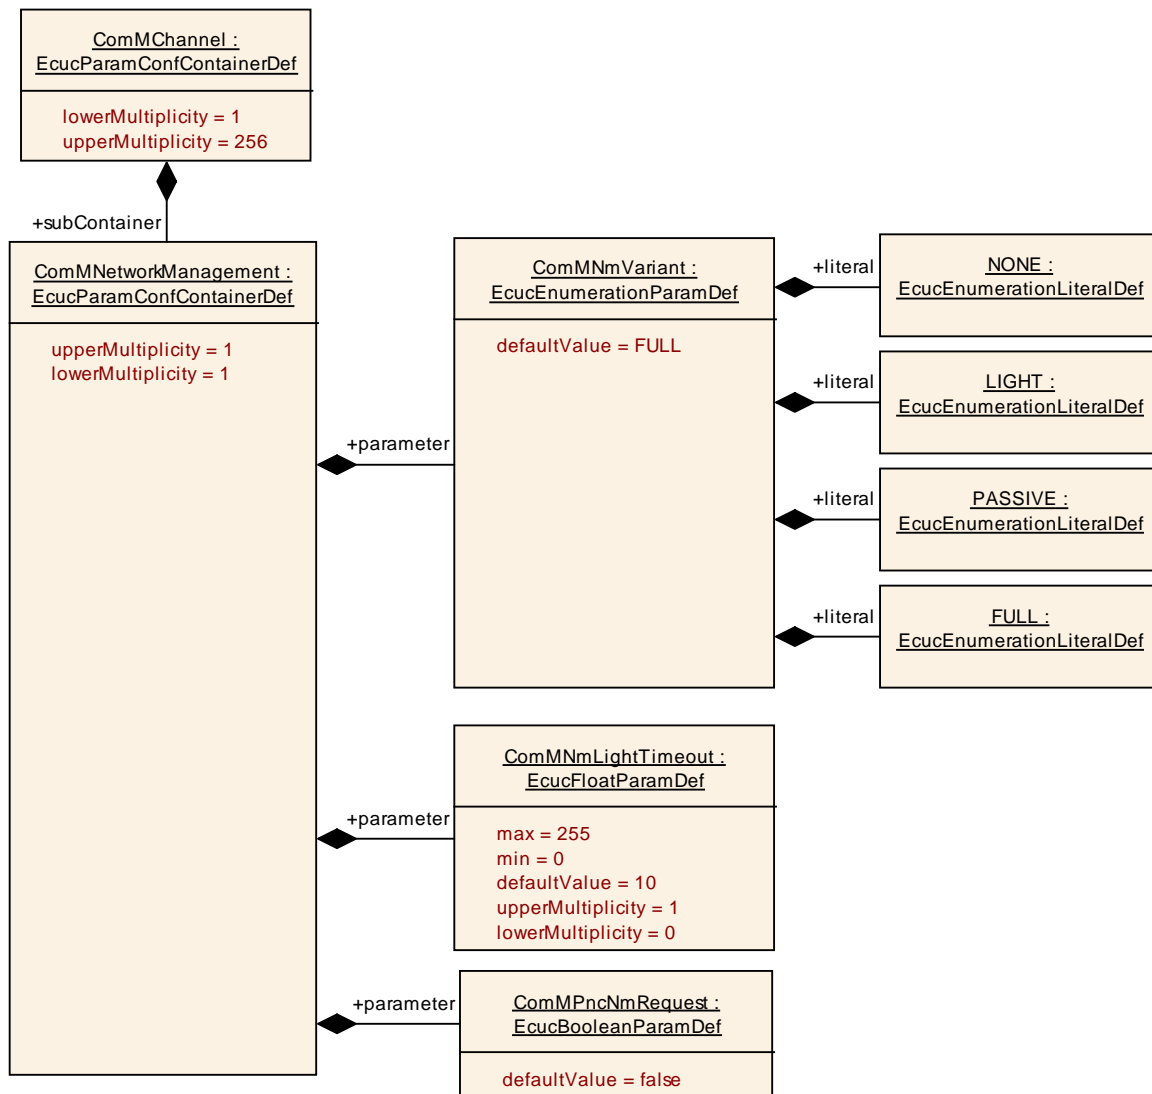 ComMChannel :
EcucParamConfContainerDef
lowerMultiplicity = 1
upperMultiplicity = 256
+subContainer
ComMNetworkManagement :
EcucParamConfContainerDef
upperMultiplicity = 1
lowerMultiplicity = 1
+parameter
ComMNmVariant :
EcucEnumerationParamDef
defaultValue = FULL
+literal
NONE :
EcucEnumerationLiteralDef
+literal
LIGHT :
EcucEnumerationLiteralDef
+literal
PASSIVE :
EcucEnumerationLiteralDef
+literal
FULL :
EcucEnumerationLiteralDef
+parameter
ComMNmLightTimeout :
EcucFloatParamDef
max = 255
min = 0
defaultValue = 10
upperMultiplicity = 1
lowerMultiplicity = 0
+parameter
ComMPncNmRequest :
EcucBooleanParamDef
defaultValue = false